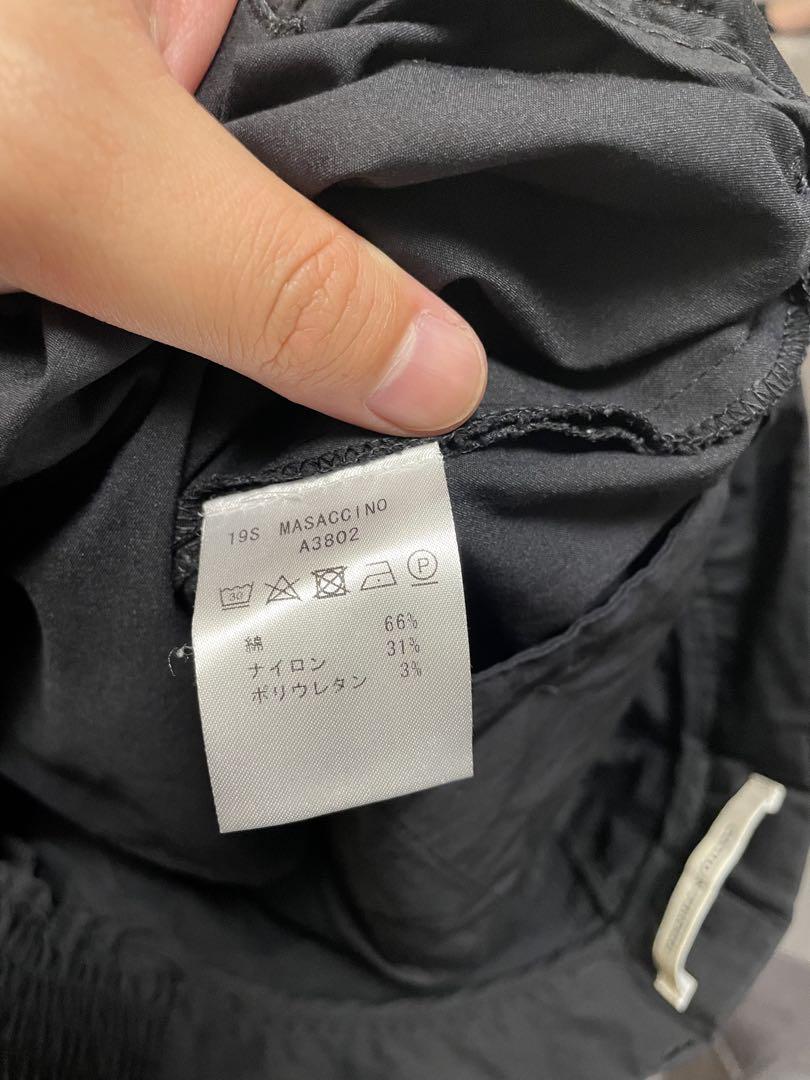 19S MASACCINO
A3802
30 P
綿 66%
ナイロン 31%
ポリウレタン 3%